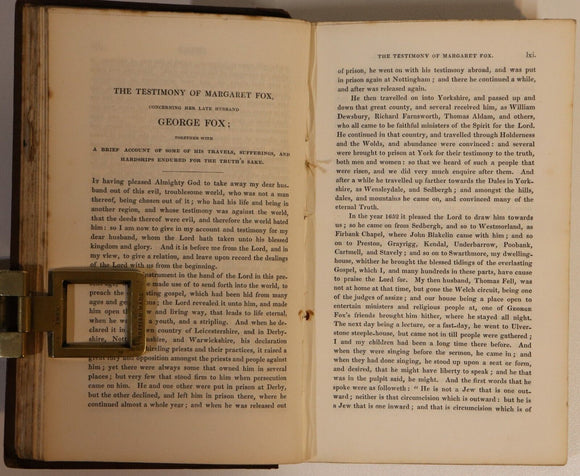 THE TESTIMONY OF MARGARET FOX,
CONCERNING HER LATE HUSBAND
GEORGE FOX;
TOGETHER WITH
A BRIEF ACCOUNT OF SOME OF HIS TRAVELS, SUFFERINGS, AND
HARDSHIPS ENDURED FOR THE TRUTH'S SAKE.
It having pleased Almighty God to take away my dear hus-
band out of this evil, troublesome world, who was not a man
thereof, being chosen out of it; who had his life and being in
another region, and whose testimony was against the world,
that the deeds thereof were evil, and therefore the world hated
him: so I am now to give in my account and testimony for my
dear husband, whom the Lord hath taken unto his blessed
kingdom and glory. And it is before me from the Lord, and in
my view, to give a relation, and leave upon record the dealings
of the Lord with us from the beginning.
instrument in the hand of the Lord in this pre-
made use of to send forth into the world, to
preach the everlasting gospel, which had been hid from many
ages and generations; the Lord revealed it unto him, and made
him open the new and living way, that leads to life eternal,
when he was a youth, and a stripling. And when he de-
clared it in own country of Leicestershire, and in Derby-
shire, Nottinghamshire, and Warwickshire, his declaration
hireling priests and their practices, it raised a
great and opposition amongst the priests and people against
him; yet there were always some that owned him in several
places; but very few that stood firm to him when persecution
came on him. He and one other were put in prison at Derby,
but the other declined, and left him in prison there, where he
continued almost a whole year; and when he was released out
THE TESTIMONY OF MARGARET FOX. lxi.
of prison, he went on with his testimony abroad, and was put
in prison again at Nottingham; and there he continued a while,
and after was released again.
He then travelled on into Yorkshire, and passed up and
down that great county, and several received him, as William
Dewsbury, Richard Farnsworth, Thomas Aldam, and others,
who all came to be faithful ministers of the Spirit for the Lord.
He continued in that country, and travelled through Holderness
and the Wolds, and abundance were convinced; and several
were brought to prison at York for their testimony to the truth,
both men and women: so that we heard of such a people that
were risen, and we did very much enquire after them. And
after a while he travelled up farther towards the Dales in York-
shire, as Wensleydale, and Sedbergh; and amongst the hills,
dales, and mountains he came on, and convinced many of the
eternal Truth.
In the year 1652 it pleased the Lord to draw him towards
us; so he came on from Sedbergh, and so to Westmorland, as
Firbank Chapel, where John Blakelin came with him; and so
on to Preston, Grayrigg, Kendal, Underbarrow, Poobank,
Cartmel, and Stavely; and so on to Swarthmore, my dwelling-
house, whither he brought the blessed tidings of the everlasting
Gospel, which I, and many hundreds in these parts, have cause
to praise the Lord for. My then husband, Thomas Fell, was
not at home at that time, but gone the Welch circuit, being one
of the judges of assize; and our house being a place open to
entertain ministers and religious people at, one of George
Fox's friends brought him hither, where he stayed all night.
The next day being a lecture, or a fast-day, he went to Ulver-
stone steeple-house, but came not in till people were gathered;
I and my children had been a long time there before. And
when they were singing before the sermon, he came in; and
when they had done singing, he stood up upon a seat or form,
and desired, that he might have liberty to speak; and he that
was in the pulpit said, he might. And the first words that he
spoke were as followeth: "He is not a Jew that is one out-
ward; neither is that circumcision which is outward: but he is
a Jew that is one inward; and that is circumcision which is of